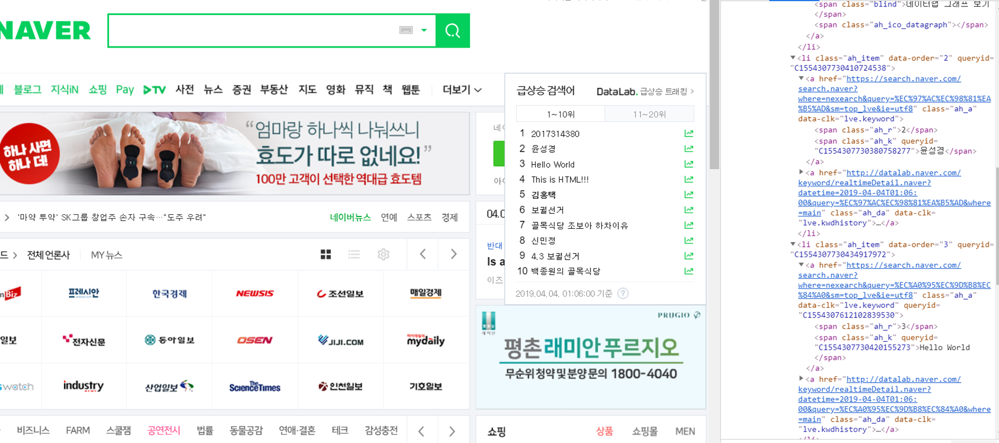 NAVER
블로그 지식iN 쇼핑 Pay TV 사전 뉴스 증권 부동산 지도 영화 뮤직 책 웹툰 더보기
하나 사면
하나 데!
“엄마랑 하나씩 나눠쓰니
효도가 따로 없네요!”
100만 고객이 선택한 역대급 효도템
'마약 투약' SK그룹 창업주 손자 구속…"도주 우려"
네이버뉴스 연예 스포츠 경제
드 전체 언론사 MY 뉴스
nBiz 프레시안 한국경제 NEWSIS 조선일보 매일경제
일보 전자신문 동아일보 OSEN JIJI.COM 마이데일리 mydaily
swatch industry NEWS 산업일보 The ScienceTimes 인천일보 기호일보
비즈니스 FARM 스쿨잼 공연전시 법률 동물공감 연애·결혼 테크 감성충전
네이
아이
04.0
반대
Is a
이즈
급상승 검색어 DataLab. 급상승 트래킹
1~10위 11~20위
1 2017314380
2 윤성경
3 Hello World
4 This is HTML!!!
5 김홍택
6 보궐선거
7 골목식당 조보아 하차이유
8 신민정
9 4.3 보궐선거
10 백종원의 골목식당
2019.04.04. 01:06:00 기준 ?
PRUGIO
래미안
평촌 래미안 푸르지오
무순위 청약 및 분양 문의 1800-4040
쇼핑 상품 쇼핑몰 MEN
<span class="blind">데이터랩 그래프 보기
</span>
<span class="ah_ico_datagraph"></span>
</a>
</li>
<li class="ah_item" data-order="2" queryid=
"C1554307730410724538">
<a href="https://search.naver.com/
search.naver?
where=nexearch&query=%EC%97%AC%EC%98%81%EA
%B5%AD&sm=top_lve&ie=utf8" class="ah_a"
data-clk="lve.keyword">
<span class="ah_r">2</span>
<span class="ah_k" queryid=
"C1554307730380758277">윤성경</span>
</a>
<a href="http://datalab.naver.com/
keyword/realtimeDetail.naver?
datetime=2019-04-04T01:06:
00&query=%EC%97%AC%EC%98%81%EA%B5%AD&where
=main" class="ah_da" data-clk=
"lve.kwdhistory">…</a>
</li>
<li class="ah_item" data-order="3" queryid=
"C1554307730434917972">
<a href="https://search.naver.com/
search.naver?
where=nexearch&query=%EC%A0%95%EC%9D%B8%EC
%84%A0&sm=top_lve&ie=utf8" class="ah_a"
data-clk="lve.keyword" queryid=
"C1554307612102839530">
<span class="ah_r">3</span>
<span class="ah_k" queryid=
"C1554307730420155273">Hello World
</span>
</a>
<a href="http://datalab.naver.com/
keyword/realtimeDetail.naver?
datetime=2019-04-04T01:06:
00&query=%EC%A0%95%EC%9D%B8%EC%84%A0&where
=main" class="ah_da" data-clk=
"lve.kwdhistory">…</a>